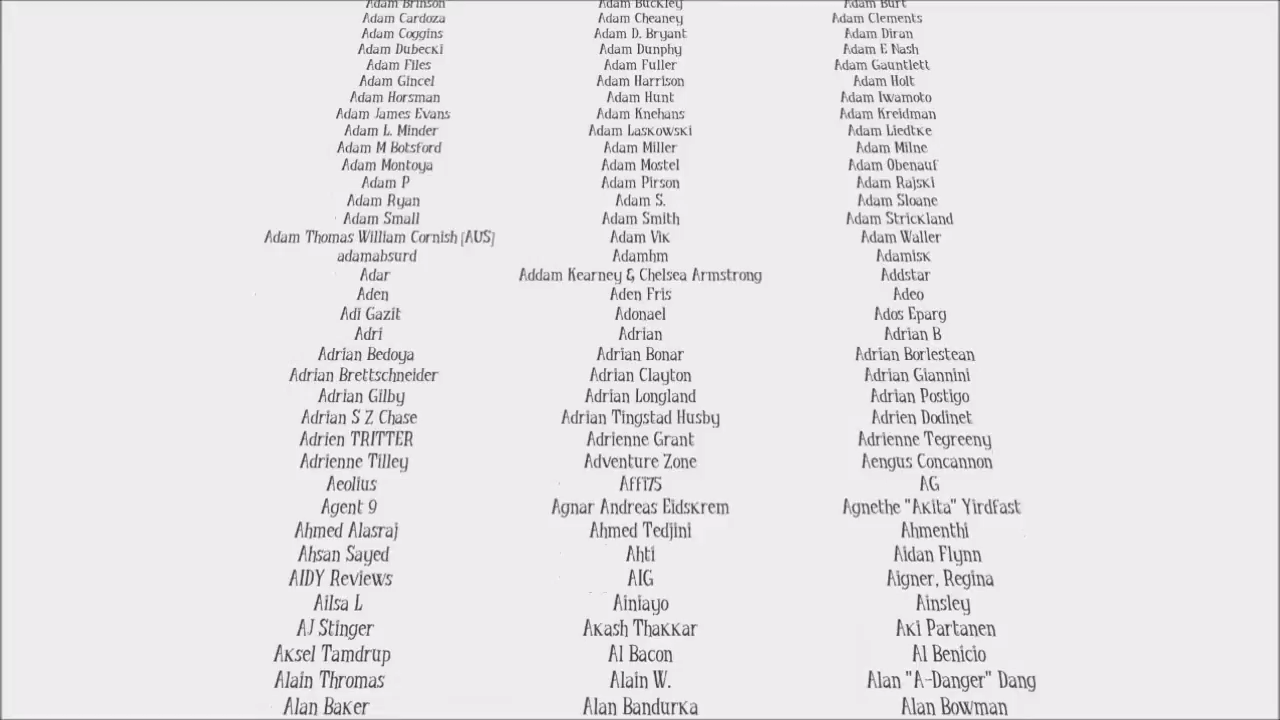 Adam Brinson Adam Buckley Adam Burt
Adam Cardoza Adam Cheaney Adam Clements
Adam Coggins Adam D. Bryant Adam Diran
Adam Dubecki Adam Dunphy Adam E Nash
Adam Files Adam Fuller Adam Gauntlett
Adam Gincel Adam Harrison Adam Holt
Adam Horsman Adam Hunt Adam Iwamoto
Adam James Evans Adam Knehans Adam Kreidman
Adam L. Minder Adam Laskowski Adam Liedtke
Adam M Botsford Adam Miller Adam Milne
Adam Montoya Adam Mostel Adam Obenauf
Adam P Adam Pirson Adam Rajski
Adam Ryan Adam S. Adam Sloane
Adam Small Adam Smith Adam Strickland
Adam Thomas William Cornish [AUS] Adam Vik Adam Waller
adamabsurd Adamhm Adamisk
Adar Addam Kearney & Chelsea Armstrong Addstar
Aden Aden Fris Adeo
Adi Gazit Adonael Ados Eparg
Adri Adrian Adrian B
Adrian Bedoya Adrian Bonar Adrian Borlestean
Adrian Brettschneider Adrian Clayton Adrian Giannini
Adrian Gilby Adrian Longland Adrian Postigo
Adrian S Z Chase Adrian Tingstad Husby Adrien Dodinet
Adrien TRITTER Adrienne Grant Adrienne Tegreeny
Adrienne Tilley Adventure Zone Aengus Concannon
Aeolius Affi75 AG
Agent 9 Agnar Andreas Eidskrem Agnethe "Akita" Yirdfast
Ahmed Alasraj Ahmed Tedjini Ahmenthi
Ahsan Sayed Ahti Aidan Flynn
AIDY Reviews AIG Aigner, Regina
Ailsa L Ainiayo Ainsley
AJ Stinger Akash Thakkar Aki Partanen
Aksel Tamdrup Al Bacon Al Benicio
Alain Thromas Alain W. Alan "A-Danger" Dang
Alan Baker Alan Bandurka Alan Bowman